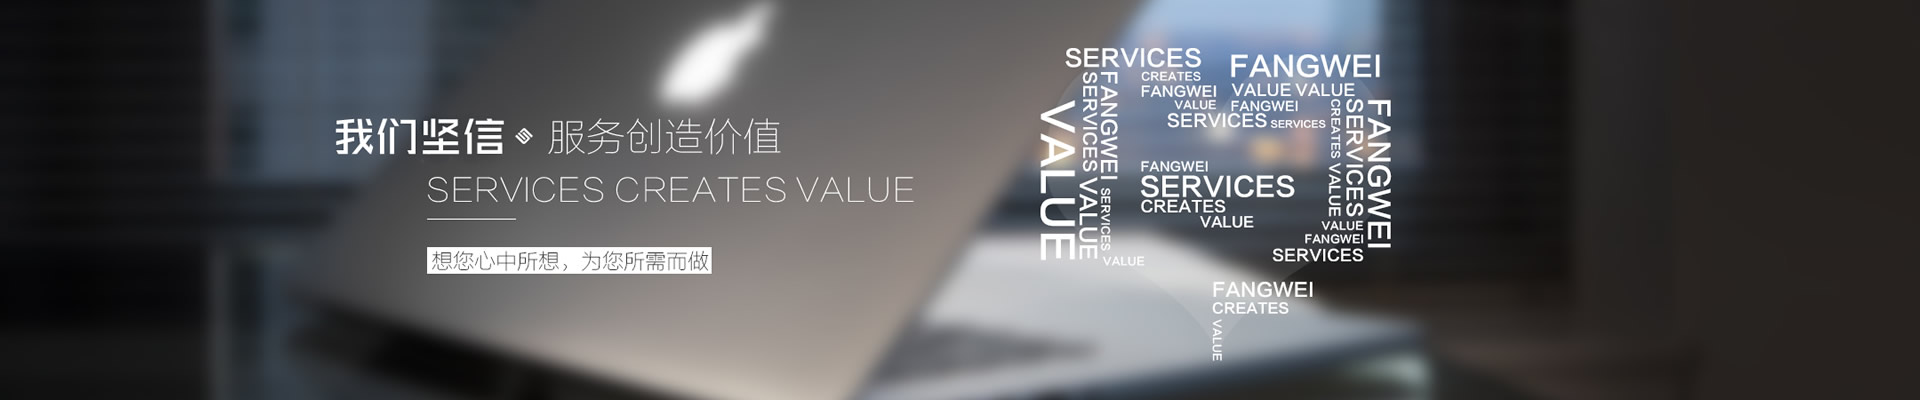 我们坚信 服务创造价值
SERVICES CREATES VALUE
想您心中所想，为您所需而做
SERVICES
FANGWEI
CREATES
FANGWEI
VALUE VALUE
VALUE
FANGWEI
SERVICES
SERVICES
VALUE
SERVICES VALUE
FANGWEI
SERVICES
VALUE
FANGWEI
SERVICES
CREATES
VALUE
CREATES VALUE
SERVICES
FANGWEI
VALUE
FANGWEI
SERVICES
FANGWEI
CREATES
VALUE